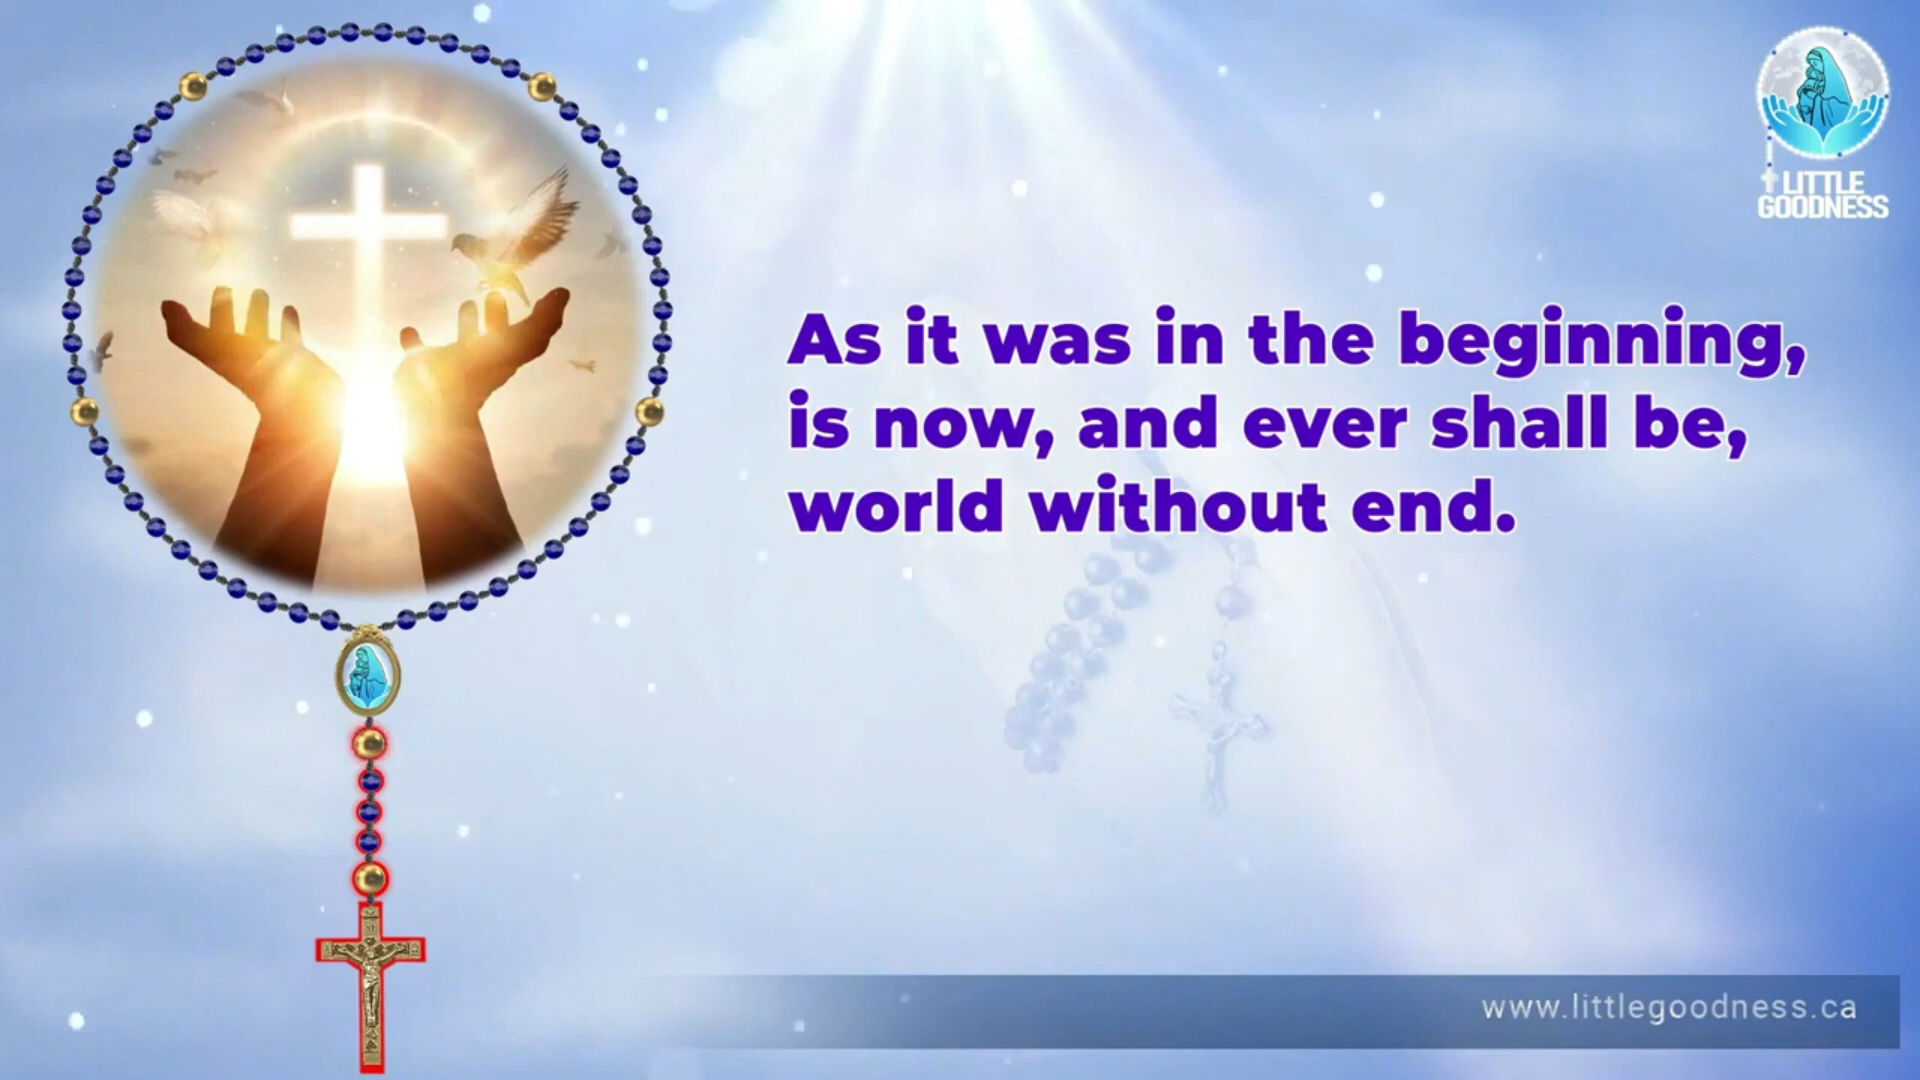 LITTLE
GOODNESS
As it was in the beginning,
is now, and ever shall be,
world without end.
www.littlegoodness.ca